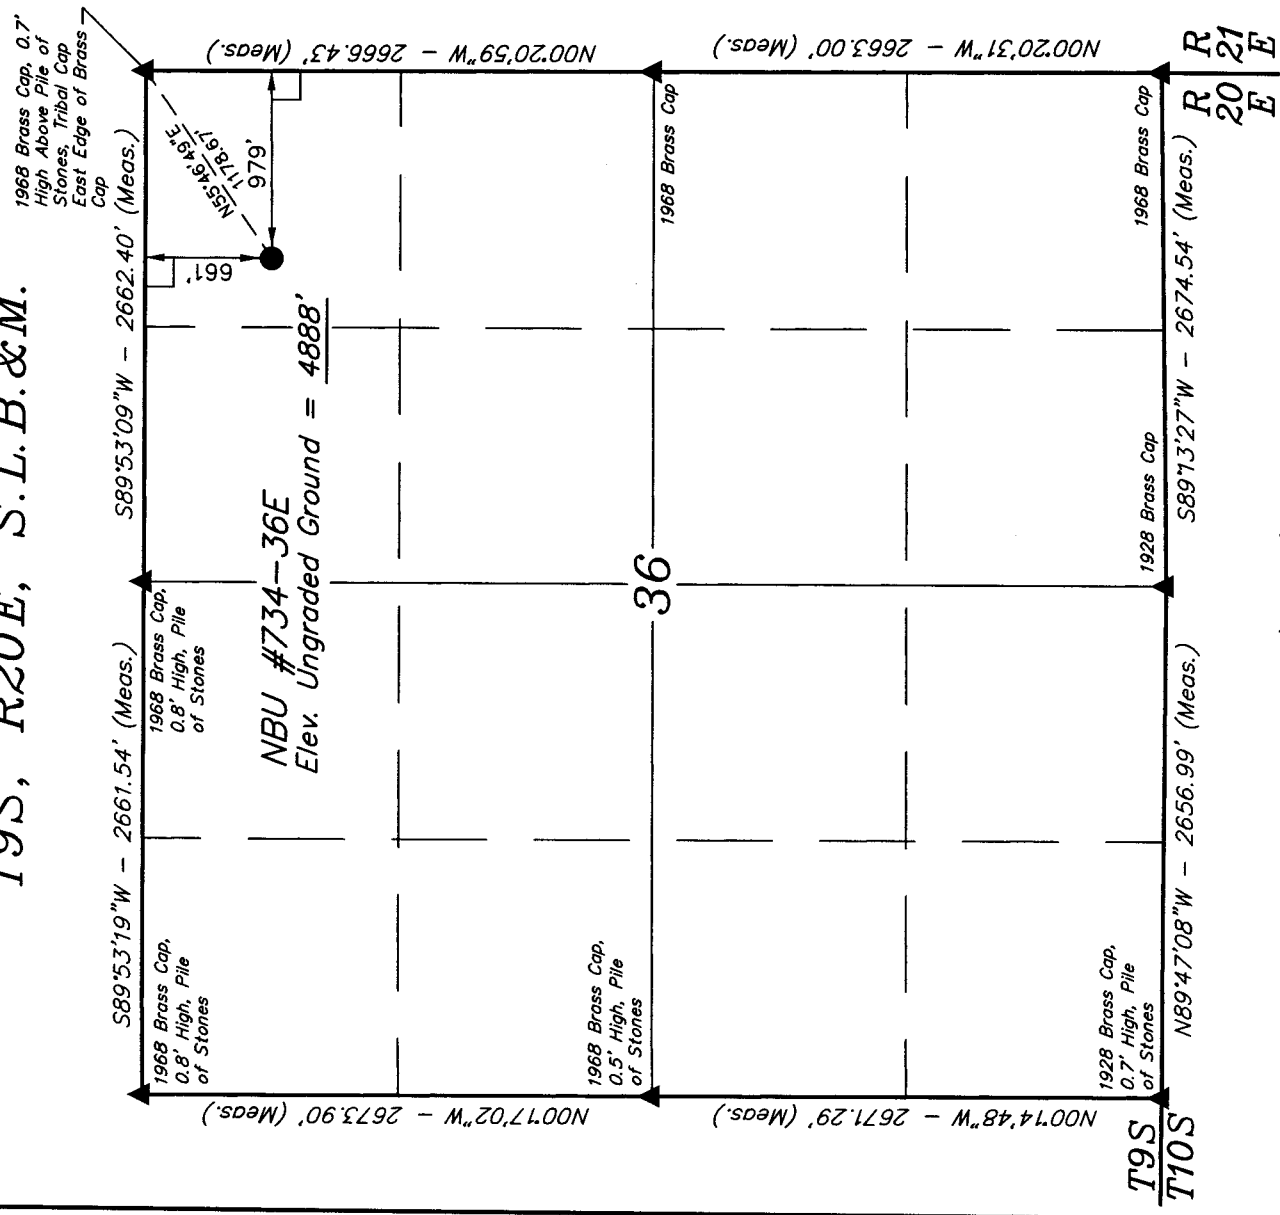 T9S, R20E, S.L.B.&M.
1968 Brass Cap, 0.7'
High Above Pile of
Stones, Tribal Cap
East Edge of Brass
Cap
S89°53'19"W - 2661.54' (Meas.)
S89°53'09"W - 2662.40' (Meas.)
1968 Brass Cap,
0.8' High, Pile
of Stones
1968 Brass Cap,
0.8' High, Pile
of Stones
N55°46'49"E
1178.67'
661'
979'
NBU #734-36E
Elev. Ungraded Ground = 4888'
N00°17'02"W - 2673.90' (Meas.)
N00°20'59"W - 2666.43' (Meas.)
1968 Brass Cap,
0.5' High, Pile
of Stones
36
1968 Brass Cap
N00°14'48"W - 2671.29' (Meas.)
N00°20'31"W - 2663.00' (Meas.)
1928 Brass Cap,
0.7' High, Pile
of Stones
1928 Brass Cap
1968 Brass Cap
N89°47'08"W - 2656.99' (Meas.)
S89°13'27"W - 2674.54' (Meas.)
T9S
T10S
R R
20 21
E E